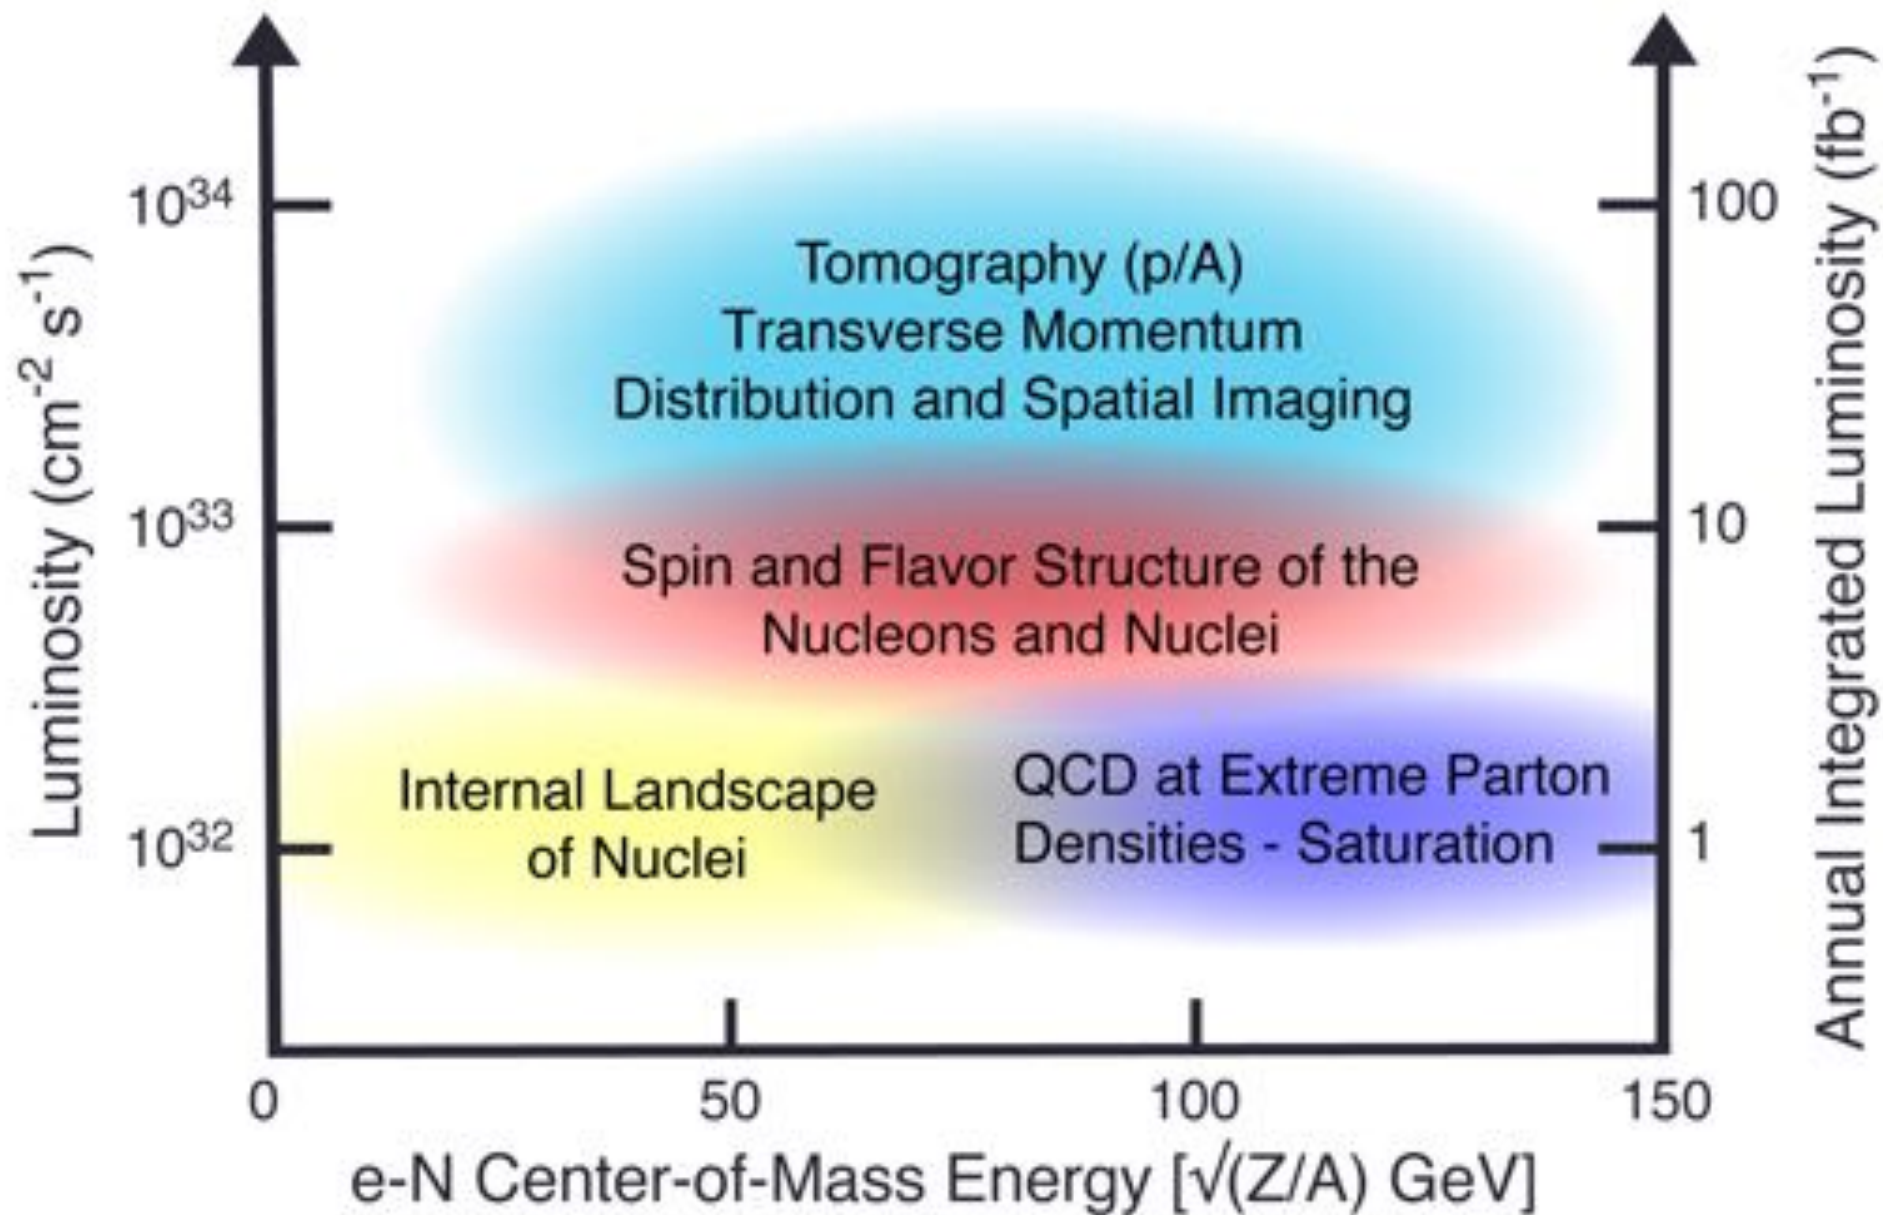 Luminosity (cm⁻² s⁻¹)
10³⁴
10³³
10³²
Tomography (p/A)
Transverse Momentum
Distribution and Spatial Imaging
Spin and Flavor Structure of the
Nucleons and Nuclei
Internal Landscape
of Nuclei
QCD at Extreme Parton
Densities - Saturation
100
10
1
Annual Integrated Luminosity (fb⁻¹)
0 50 100 150
e-N Center-of-Mass Energy [√(Z/A) GeV]